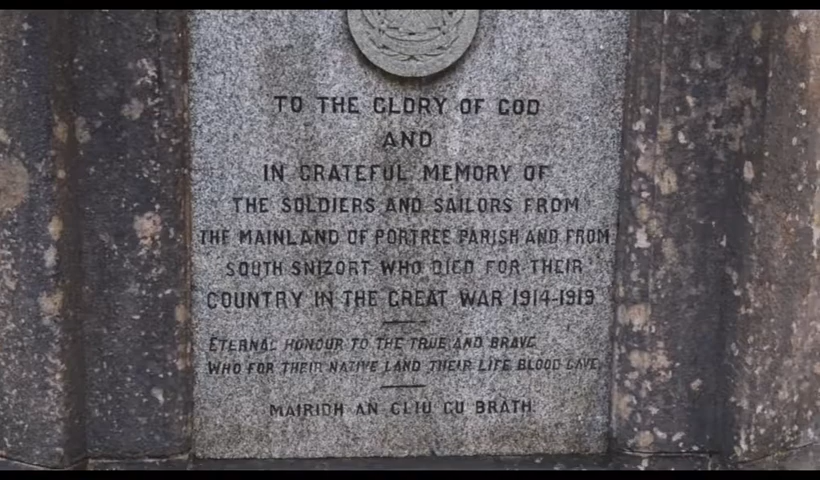 TO THE GLORY OF GOD
AND
IN GRATEFUL MEMORY OF
THE SOLDIERS AND SAILORS FROM
THE MAINLAND OF PORTREE PARISH AND FROM
SOUTH SNIZORT WHO DIED FOR THEIR
COUNTRY IN THE GREAT WAR 1914-1919
ETERNAL HONOUR TO THE TRUE AND BRAVE
WHO FOR THEIR NATIVE LAND THEIR LIFE BLOOD GAVE.
MAIRIDH AN CLIU GU BRATH.